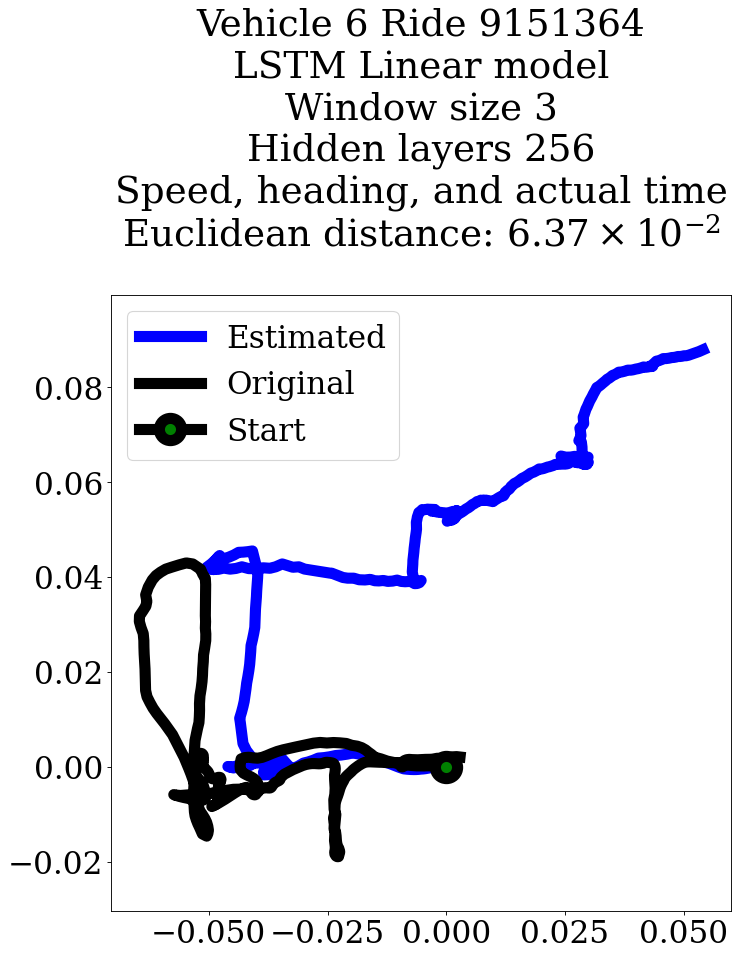 Vehicle 6 Ride 9151364
LSTM Linear model
Window size 3
Hidden layers 256
Speed, heading, and actual time
Euclidean distance: 6.37 × 10⁻²
Estimated
Original
Start
0.08
0.06
0.04
0.02
0.00
−0.02
−0.050 −0.025 0.000 0.025 0.050